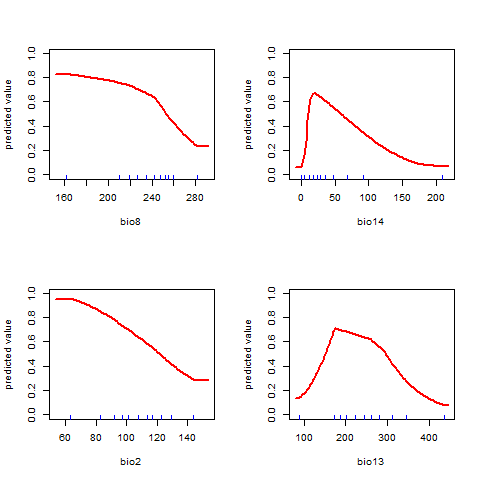 predicted value
0.0 0.2 0.4 0.6 0.8 1.0
160 200 240 280
bio8
predicted value
0.0 0.2 0.4 0.6 0.8 1.0
0 50 100 150 200
bio14
predicted value
0.0 0.2 0.4 0.6 0.8 1.0
60 80 100 120 140
bio2
predicted value
0.0 0.2 0.4 0.6 0.8 1.0
100 200 300 400
bio13